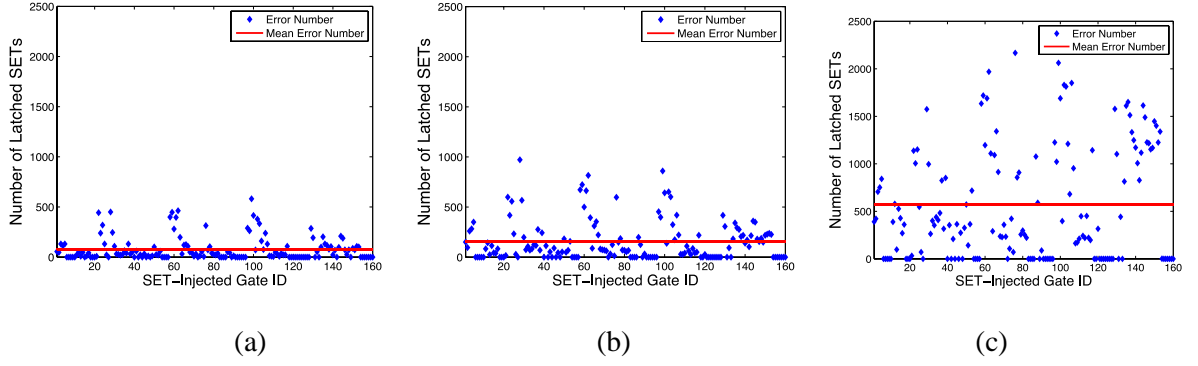 Number of Latched SETs
2500
2000
1500
1000
500
0
20 40 60 80 100 120 140 160
SET−Injected Gate ID
Error Number
Mean Error Number
(a)
Number of Latched SETs
2500
2000
1500
1000
500
0
20 40 60 80 100 120 140 160
SET−Injected Gate ID
Error Number
Mean Error Number
(b)
Number of Latched SETs
2500
2000
1500
1000
500
0
20 40 60 80 100 120 140 160
SET−Injected Gate ID
Error Number
Mean Error Number
(c)